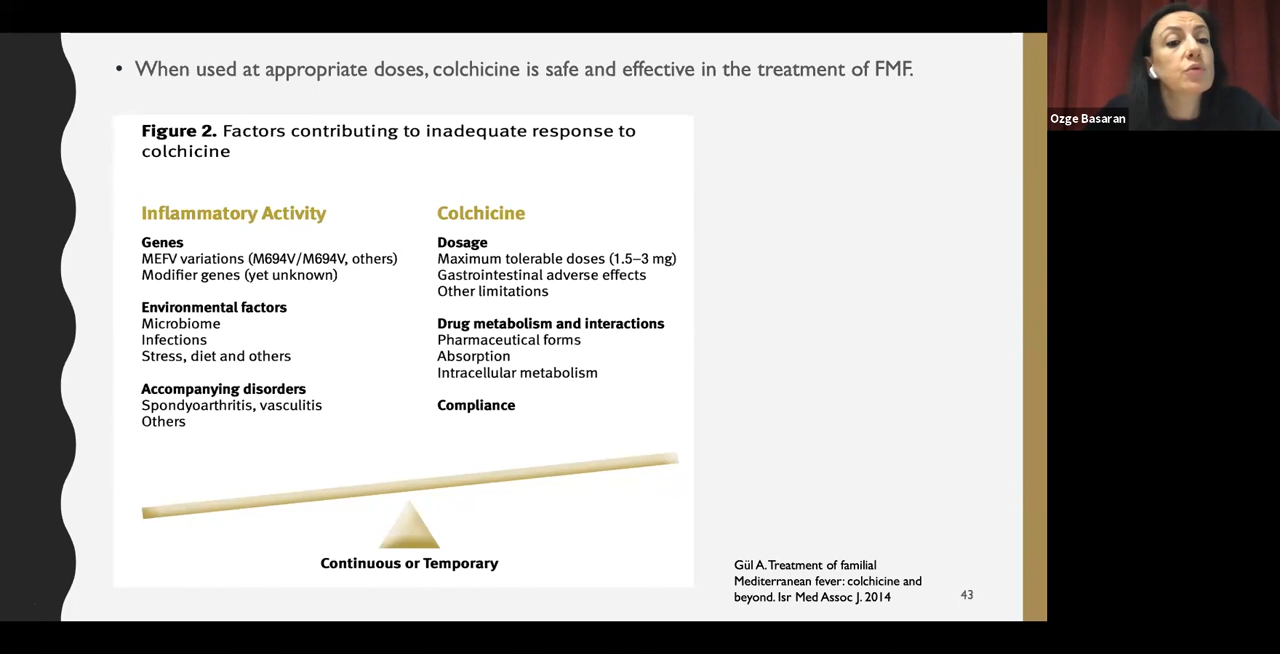 • When used at appropriate doses, colchicine is safe and effective in the treatment of FMF.
Figure 2. Factors contributing to inadequate response to
colchicine
Inflammatory Activity
Genes
MEFV variations (M694V/M694V, others)
Modifier genes (yet unknown)
Environmental factors
Microbiome
Infections
Stress, diet and others
Accompanying disorders
Spondyoarthritis, vasculitis
Others
Colchicine
Dosage
Maximum tolerable doses (1.5–3 mg)
Gastrointestinal adverse effects
Other limitations
Drug metabolism and interactions
Pharmaceutical forms
Absorption
Intracellular metabolism
Compliance
Continuous or Temporary
Gül A. Treatment of familial
Mediterranean fever: colchicine and
beyond. Isr Med Assoc J. 2014
43
Ozge Basaran